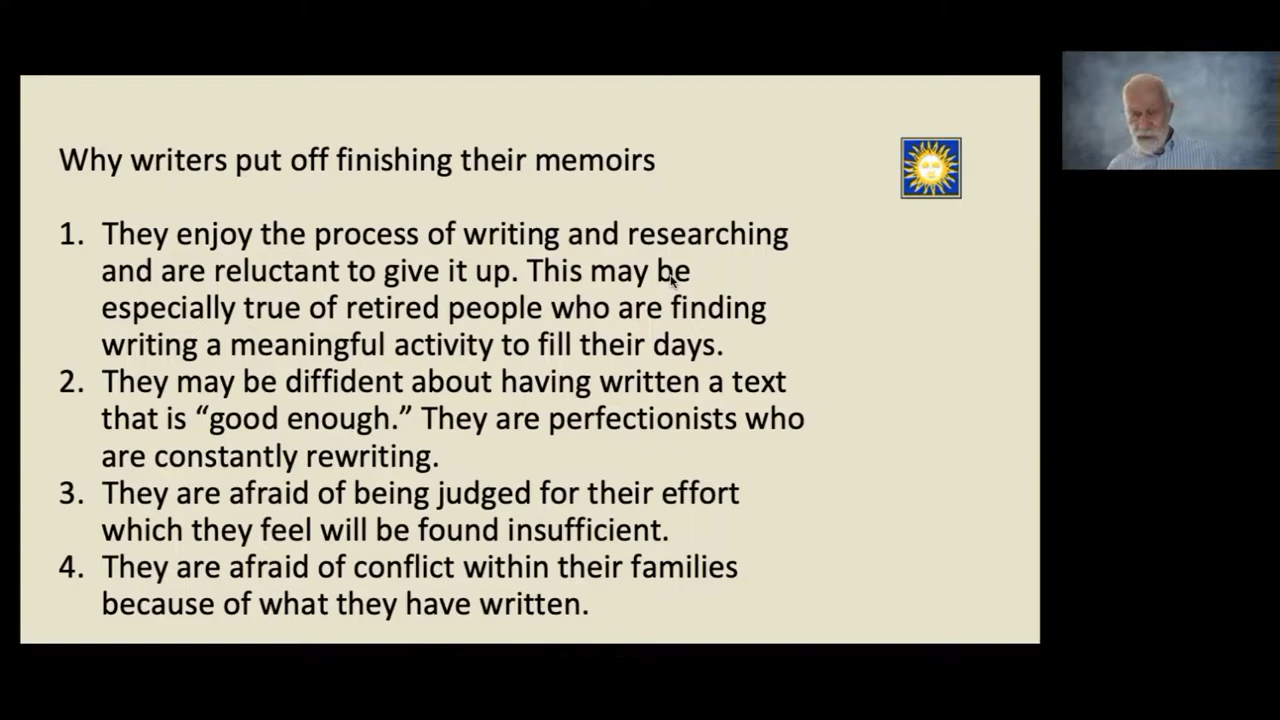 Why writers put off finishing their memoirs
1. They enjoy the process of writing and researching
and are reluctant to give it up. This may be
especially true of retired people who are finding
writing a meaningful activity to fill their days.
2. They may be diffident about having written a text
that is “good enough.” They are perfectionists who
are constantly rewriting.
3. They are afraid of being judged for their effort
which they feel will be found insufficient.
4. They are afraid of conflict within their families
because of what they have written.